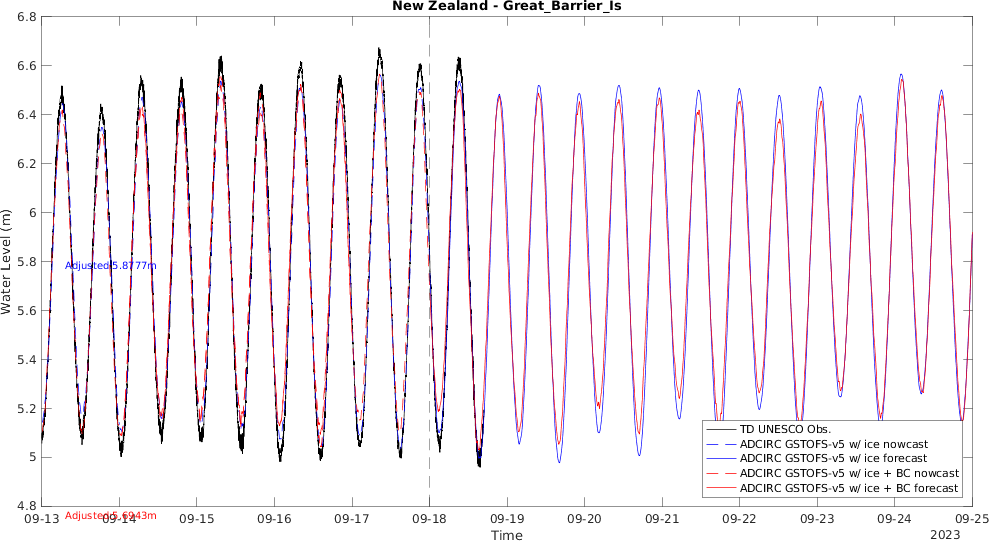 New Zealand - Great_Barrier_Is
6.8
6.6
6.4
6.2
6
5.8
5.6
5.4
5.2
5
4.8
Water Level (m)
Adjusted 5.8777m
Adjusted 5.6943m
TD UNESCO Obs.
ADCIRC GSTOFS-v5 w/ ice nowcast
ADCIRC GSTOFS-v5 w/ ice forecast
ADCIRC GSTOFS-v5 w/ ice + BC nowcast
ADCIRC GSTOFS-v5 w/ ice + BC forecast
09-13 09-14 09-15 09-16 09-17 09-18 09-19 09-20 09-21 09-22 09-23 09-24 09-25
Time
2023